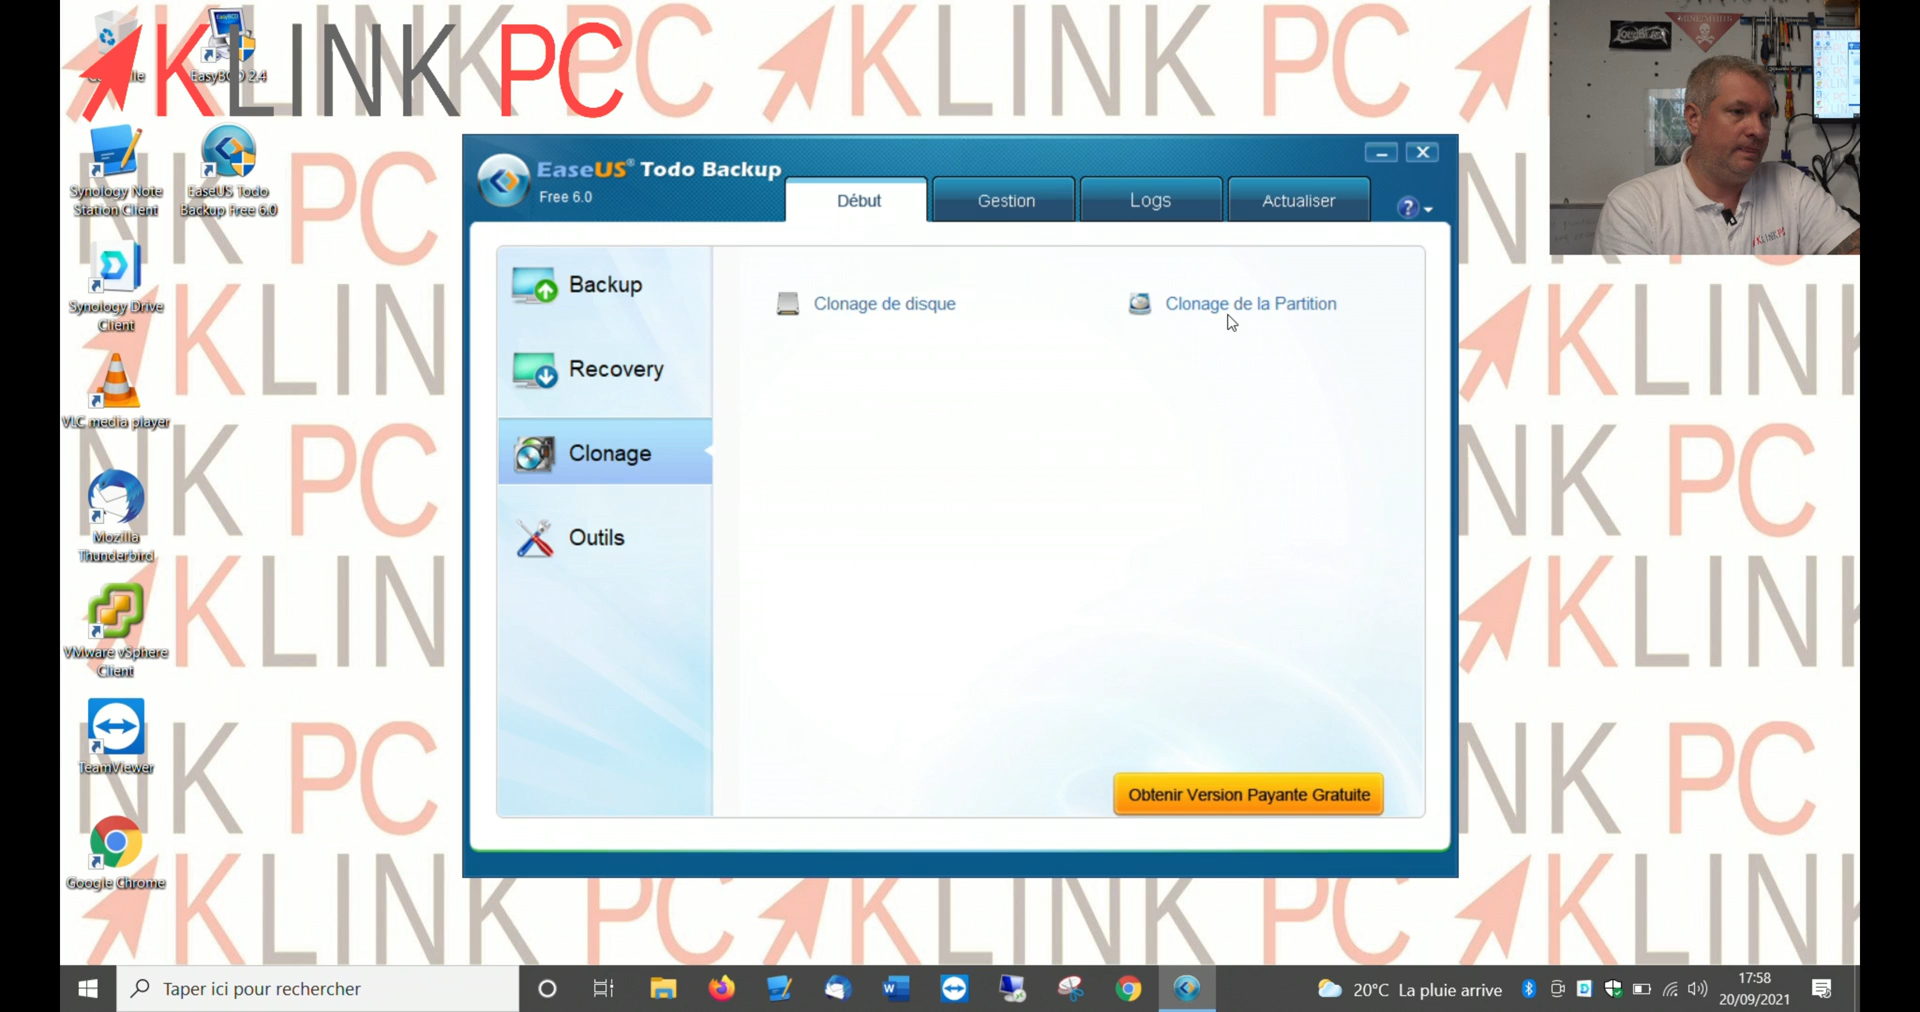 KLINK PC
EasyBCD 2.4
Synology Note
Station Client
EaseUS Todo
Backup Free 6.0
Synology Drive
Client
VLC media player
Mozilla
Thunderbird
VMware vSphere
Client
TeamViewer
Google Chrome
EaseUS® Todo Backup
Free 6.0
Début
Gestion
Logs
Actualiser
Backup
Recovery
Clonage
Outils
Clonage de disque
Clonage de la Partition
Obtenir Version Payante Gratuite
Taper ici pour rechercher
20°C La pluie arrive
17:58
20/09/2021